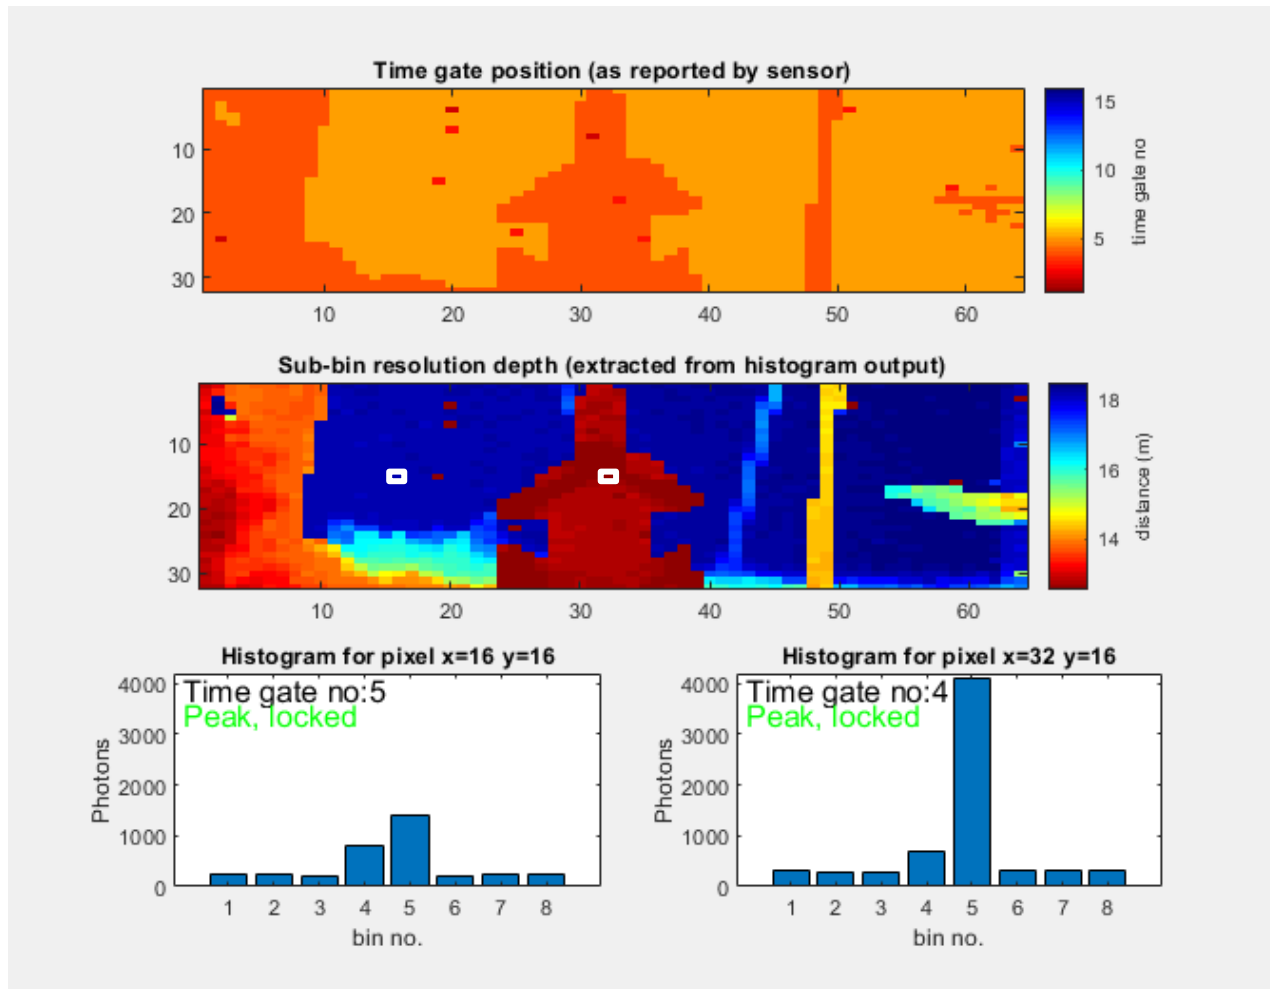 Time gate position (as reported by sensor)
10
20
30
10
20
30
40
50
60
15
10
5
time gate no
Sub-bin resolution depth (extracted from histogram output)
10
20
30
10
20
30
40
50
60
18
16
14
distance (m)
Histogram for pixel x=16 y=16
Time gate no:5
Peak, locked
4000
3000
2000
1000
0
Photons
1 2 3 4 5 6 7 8
bin no.
Histogram for pixel x=32 y=16
Time gate no:4
Peak, locked
4000
3000
2000
1000
0
Photons
1 2 3 4 5 6 7 8
bin no.